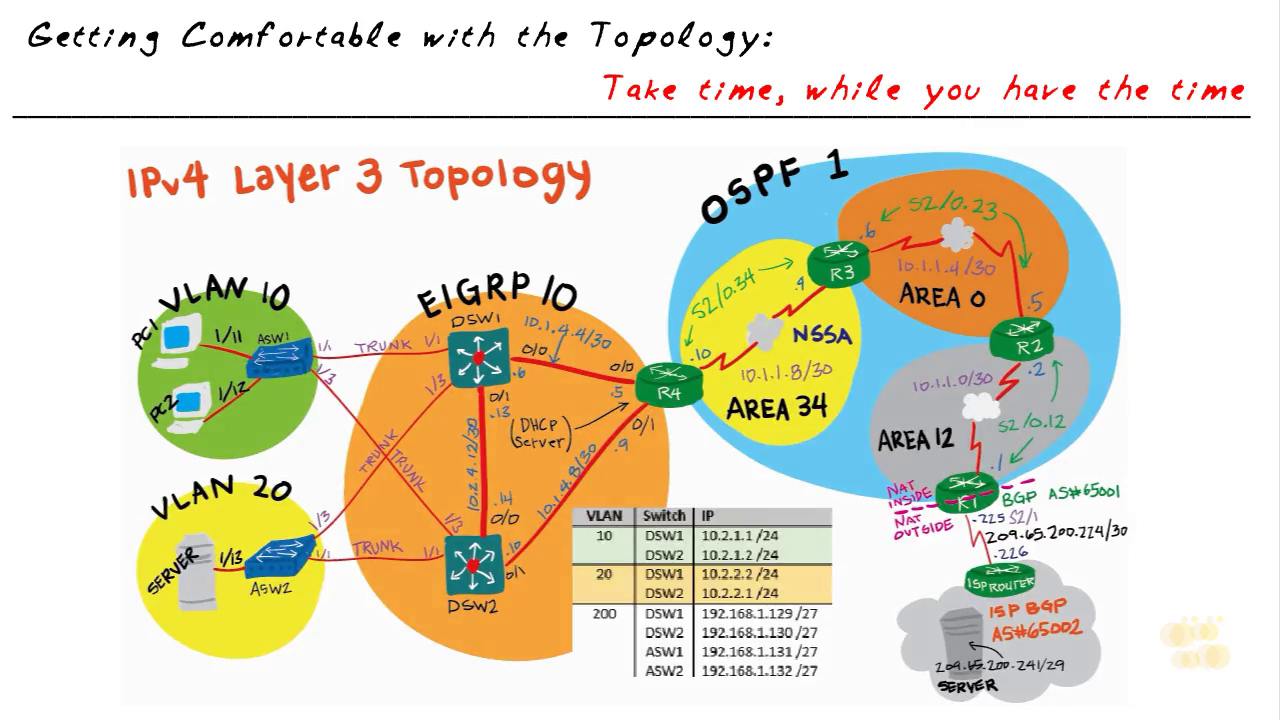 Getting Comfortable with the Topology:
Take time, while you have the time
IPv4 Layer 3 Topology
OSPF 1
VLAN 10
PC1
1/11
ASW1
PC2
1/12
1/1
TRUNK
1/1
1/3
1/3
TRUNK
TRUNK
EIGRP 10
DSW1
10.1.4.4/30
0/0
.6
0/0
.5
0/1
.13
10.2.4.12/30
(DHCP
Server)
R4
0/1
.9
10.1.4.8/30
.14
0/0
.10
0/1
DSW2
VLAN 20
SERVER
1/13
ASW2
1/3
1/1
TRUNK
1/3
1/1
S2/0.34
.10
.9
R3
NSSA
10.1.1.8/30
AREA 34
.6
S2/0.23
10.1.1.4/30
AREA 0
.5
R2
.2
10.1.1.0/30
S2/0.12
AREA 12
.1
R1
NAT
INSIDE
NAT
OUTSIDE
BGP AS#65001
.225 S2/1
209.65.200.224/30
.226
ISP ROUTER
ISP BGP
AS#65002
209.65.200.241/29
SERVER
VLAN Switch IP
10 DSW1 10.2.1.1 /24
DSW2 10.2.1.2 /24
20 DSW1 10.2.2.2 /24
DSW2 10.2.2.1 /24
200 DSW1 192.168.1.129 /27
DSW2 192.168.1.130 /27
ASW1 192.168.1.131 /27
ASW2 192.168.1.132 /27